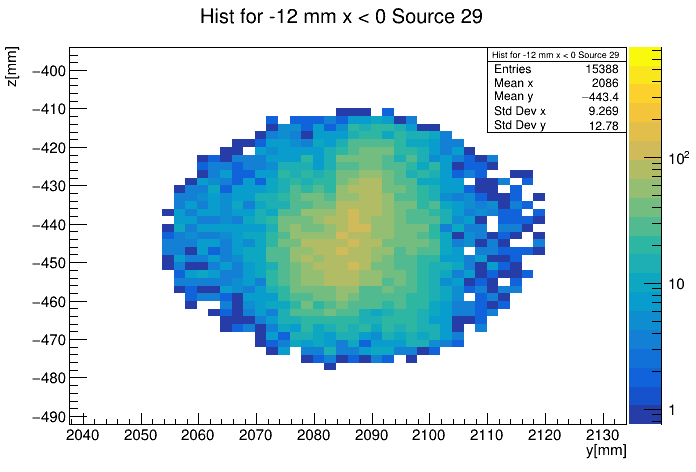 Hist for -12 mm x < 0 Source 29
z[mm]
Hist for -12 mm x < 0 Source 29
Entries 15388
Mean x 2086
Mean y −443.4
Std Dev x 9.269
Std Dev y 12.78
−400
−410
−420
−430
−440
−450
−460
−470
−480
−490
10²
10
1
2040 2050 2060 2070 2080 2090 2100 2110 2120 2130
y[mm]